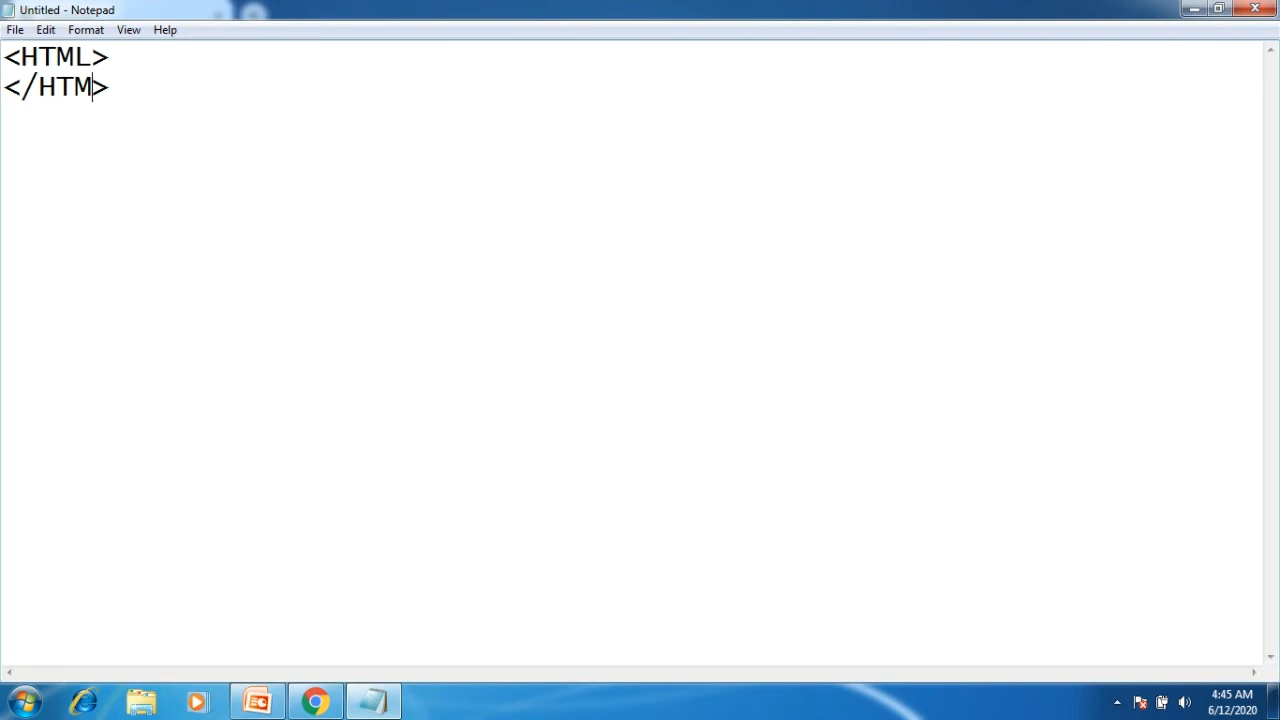 Untitled - Notepad
File Edit Format View Help
<HTML>
</HTM>
4:45 AM
6/12/2020